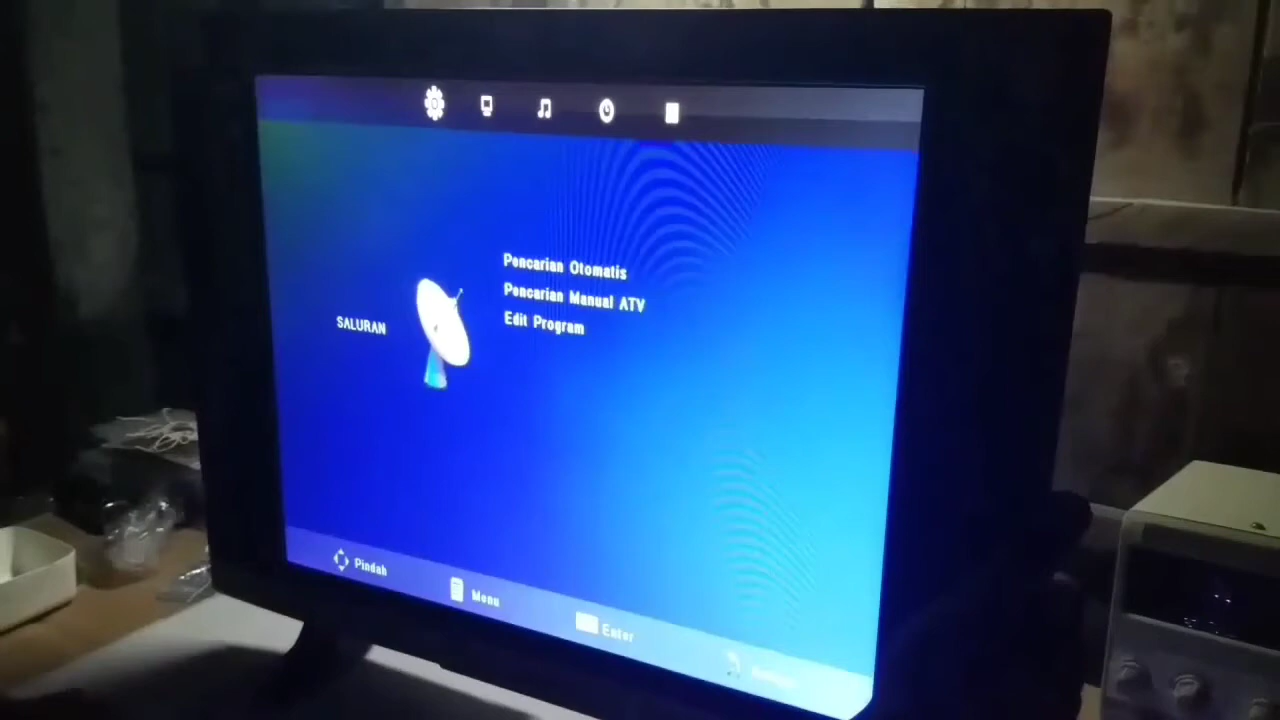 Pencarian Otomatis
Pencarian Manual ATV
SALURAN
Edit Program
Pindah
Menu
Enter